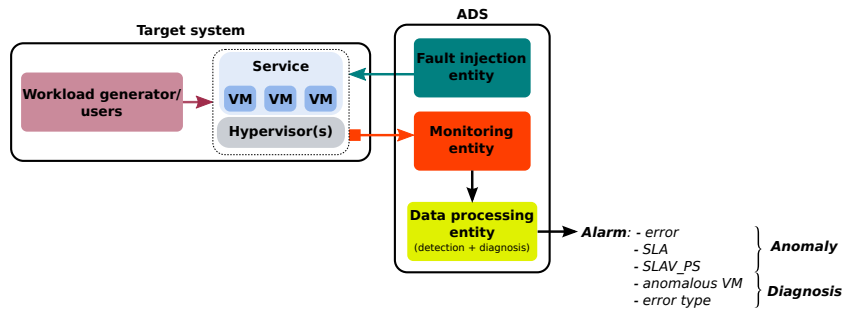 ADS
Target system
Fault injection
entity
Service
VM VM VM
Workload generator/
users
Hypervisor(s)
Monitoring
entity
Data processing
entity
(detection + diagnosis)
Alarm: - error
- SLA
- SLAV_PS
Anomaly
- anomalous VM
- error type
Diagnosis